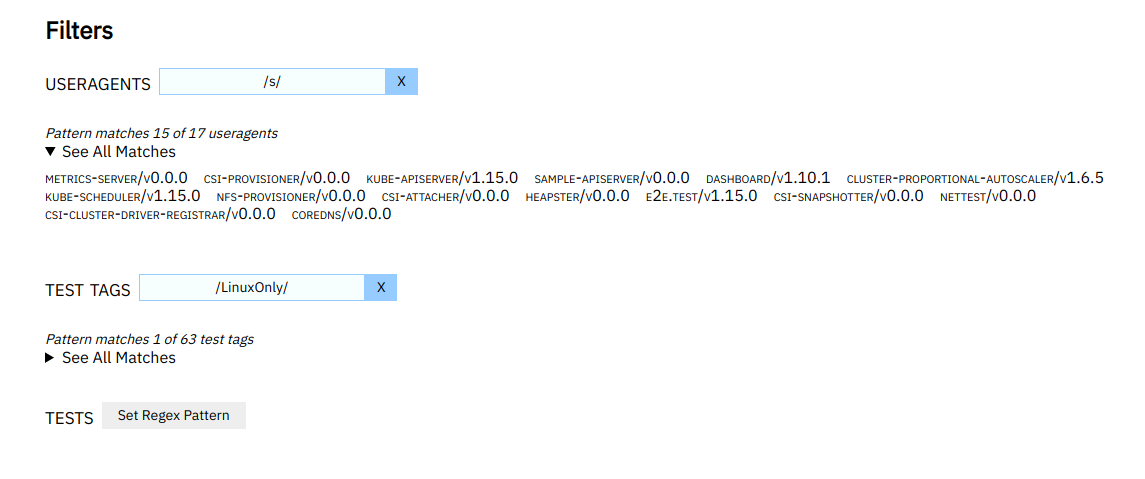 Filters
USERAGENTS /s/ X
Pattern matches 15 of 17 useragents
▼ See All Matches
METRICS-SERVER/V0.0.0 CSI-PROVISIONER/V0.0.0 KUBE-APISERVER/V1.15.0 SAMPLE-APISERVER/V0.0.0 DASHBOARD/V1.10.1 CLUSTER-PROPORTIONAL-AUTOSCALER/V1.6.5
KUBE-SCHEDULER/V1.15.0 NFS-PROVISIONER/V0.0.0 CSI-ATTACHER/V0.0.0 HEAPSTER/V0.0.0 E2E.TEST/V1.15.0 CSI-SNAPSHOTTER/V0.0.0 NETTEST/V0.0.0
CSI-CLUSTER-DRIVER-REGISTRAR/V0.0.0 COREDNS/V0.0.0
TEST TAGS /LinuxOnly/ X
Pattern matches 1 of 63 test tags
▶ See All Matches
TESTS Set Regex Pattern